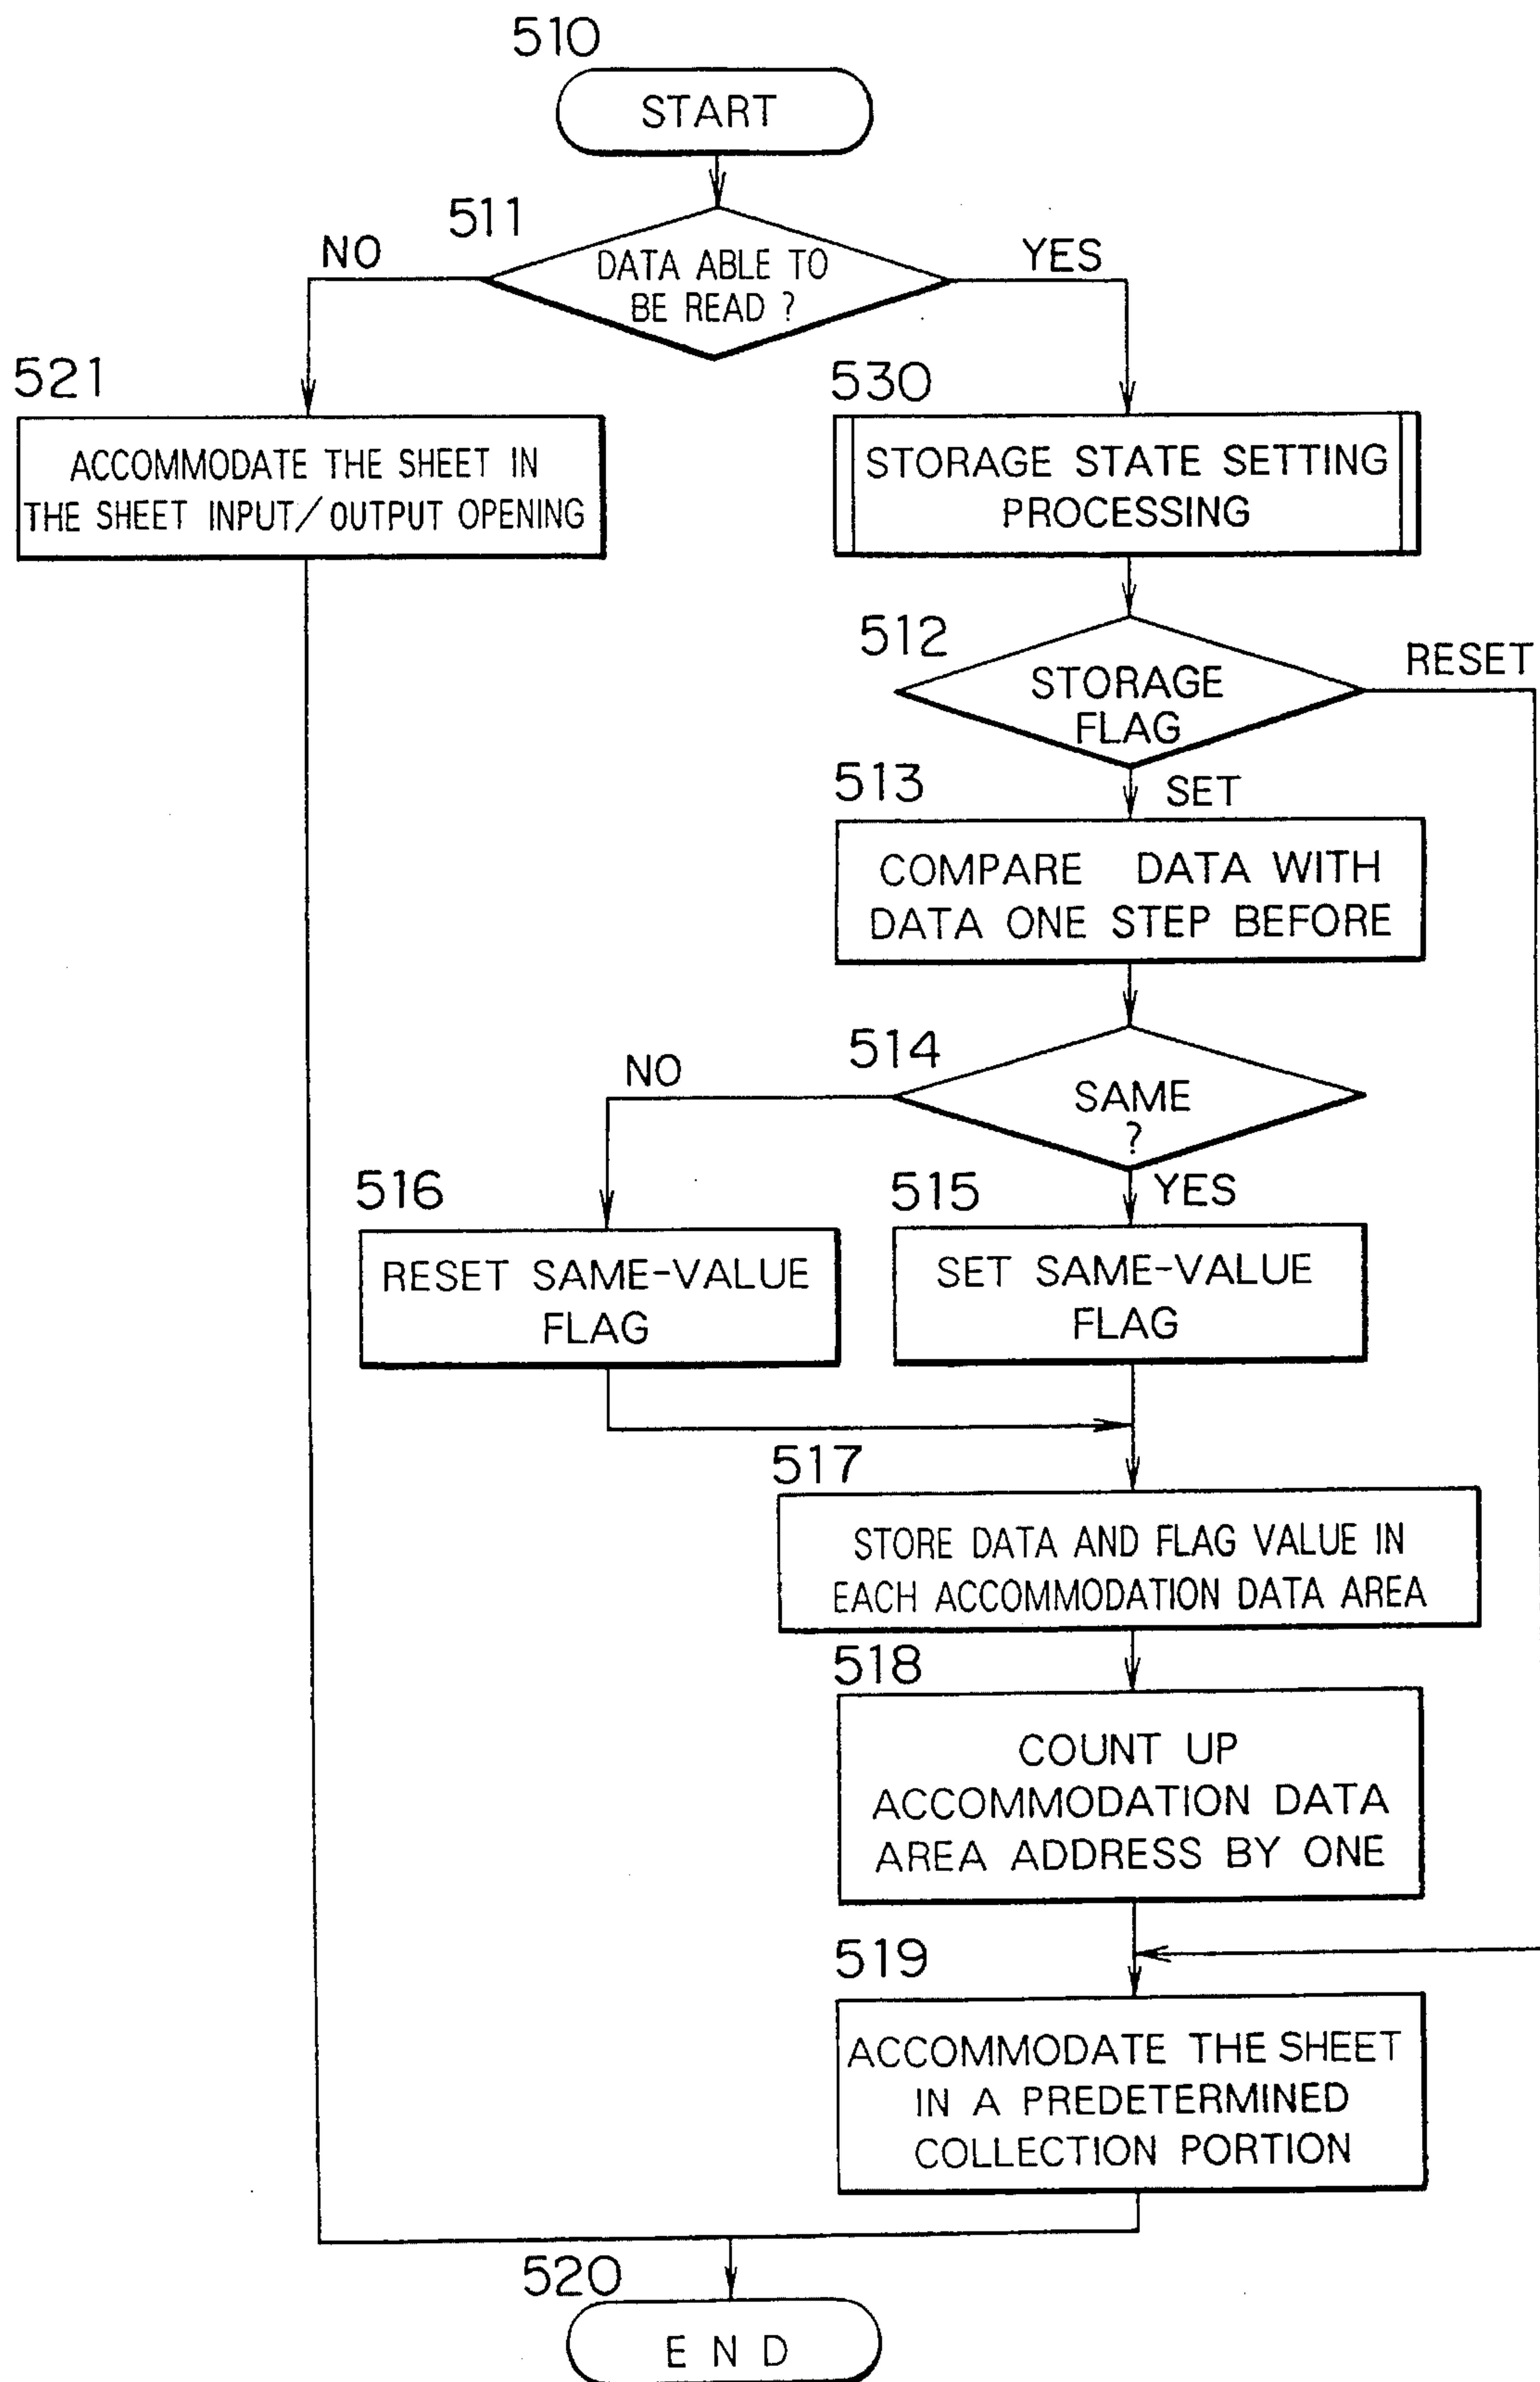 510
START
511
NO
DATA ABLE TO
BE READ ?
YES
521
ACCOMMODATE THE SHEET IN
THE SHEET INPUT/OUTPUT OPENING
530
STORAGE STATE SETTING
PROCESSING
512
STORAGE
FLAG
RESET
SET
513
COMPARE DATA WITH
DATA ONE STEP BEFORE
514
NO
SAME
?
YES
516
RESET SAME-VALUE
FLAG
515
SET SAME-VALUE
FLAG
517
STORE DATA AND FLAG VALUE IN
EACH ACCOMMODATION DATA AREA
518
COUNT UP
ACCOMMODATION DATA
AREA ADDRESS BY ONE
519
ACCOMMODATE THE SHEET
IN A PREDETERMINED
COLLECTION PORTION
520
END